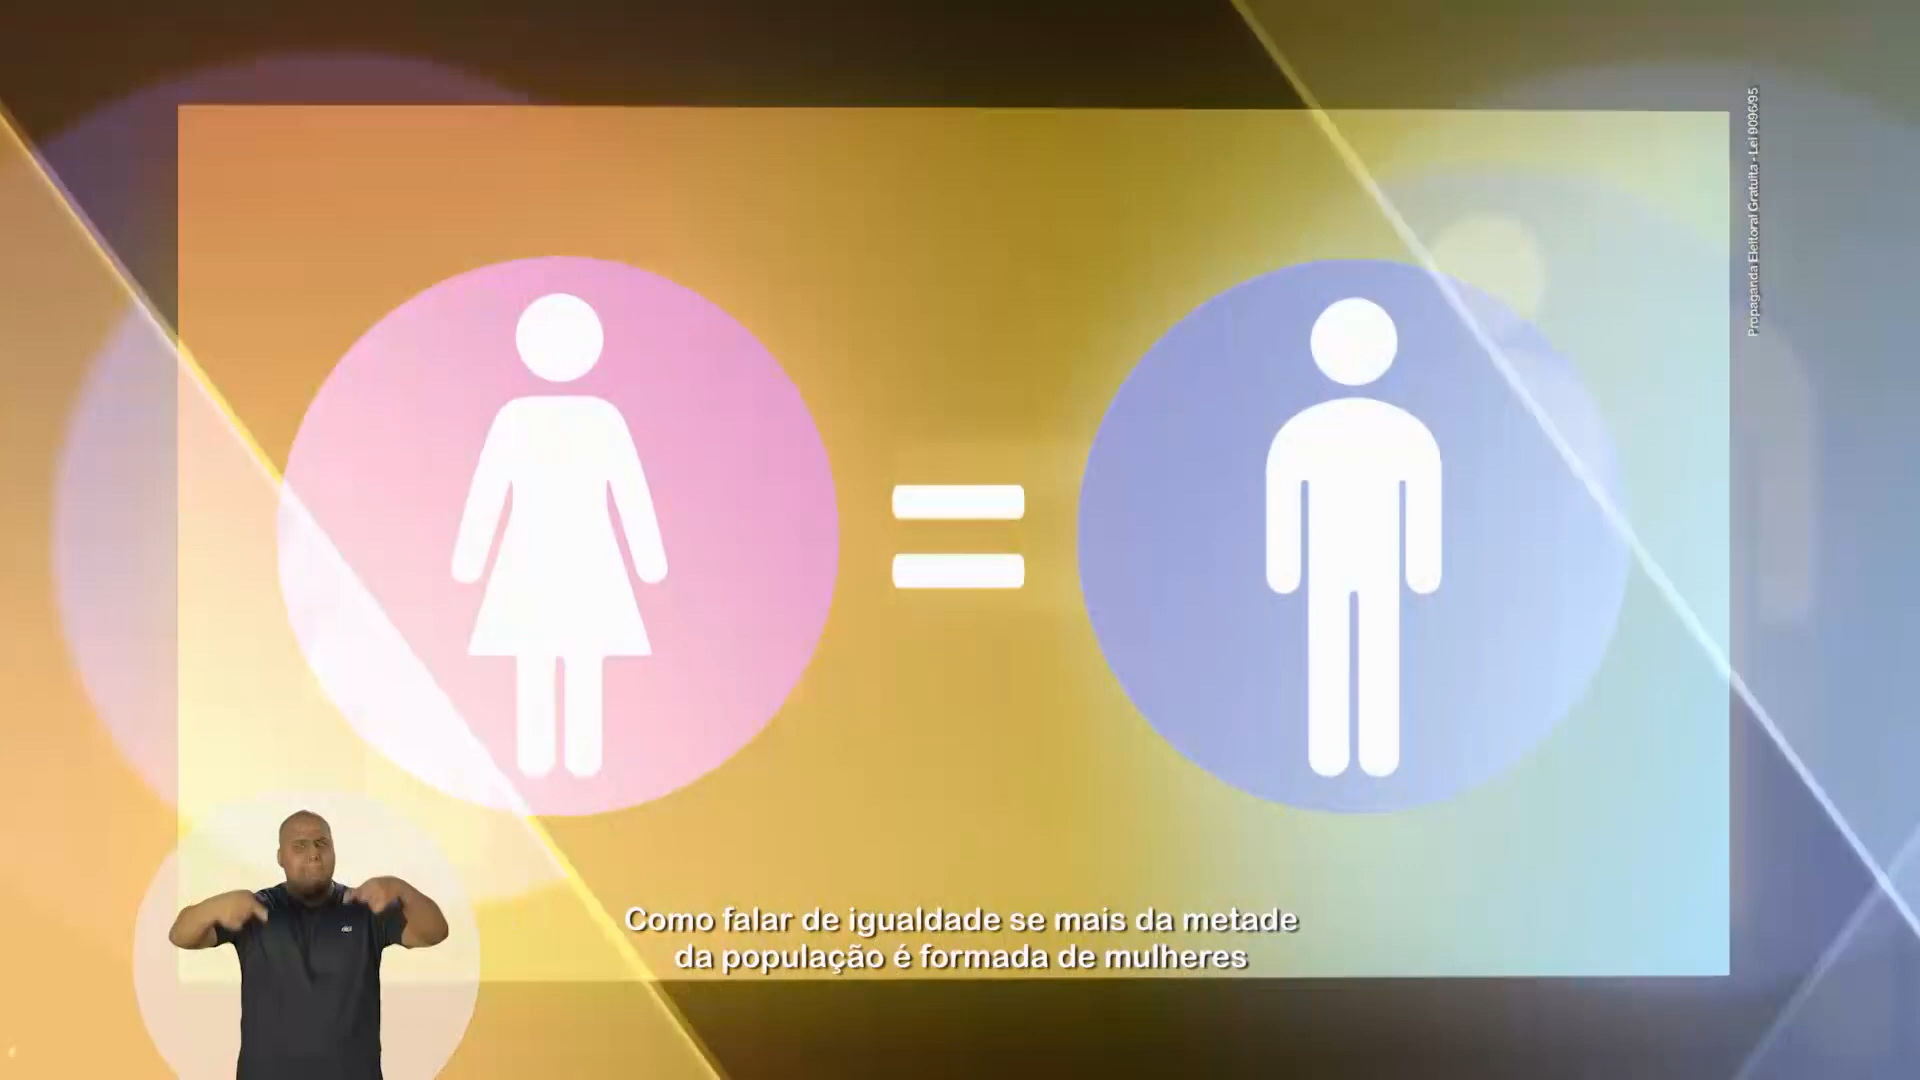 Propaganda Eleitoral Gratuita - Lei 9096/95
Como falar de igualdade se mais da metade
da população é formada de mulheres